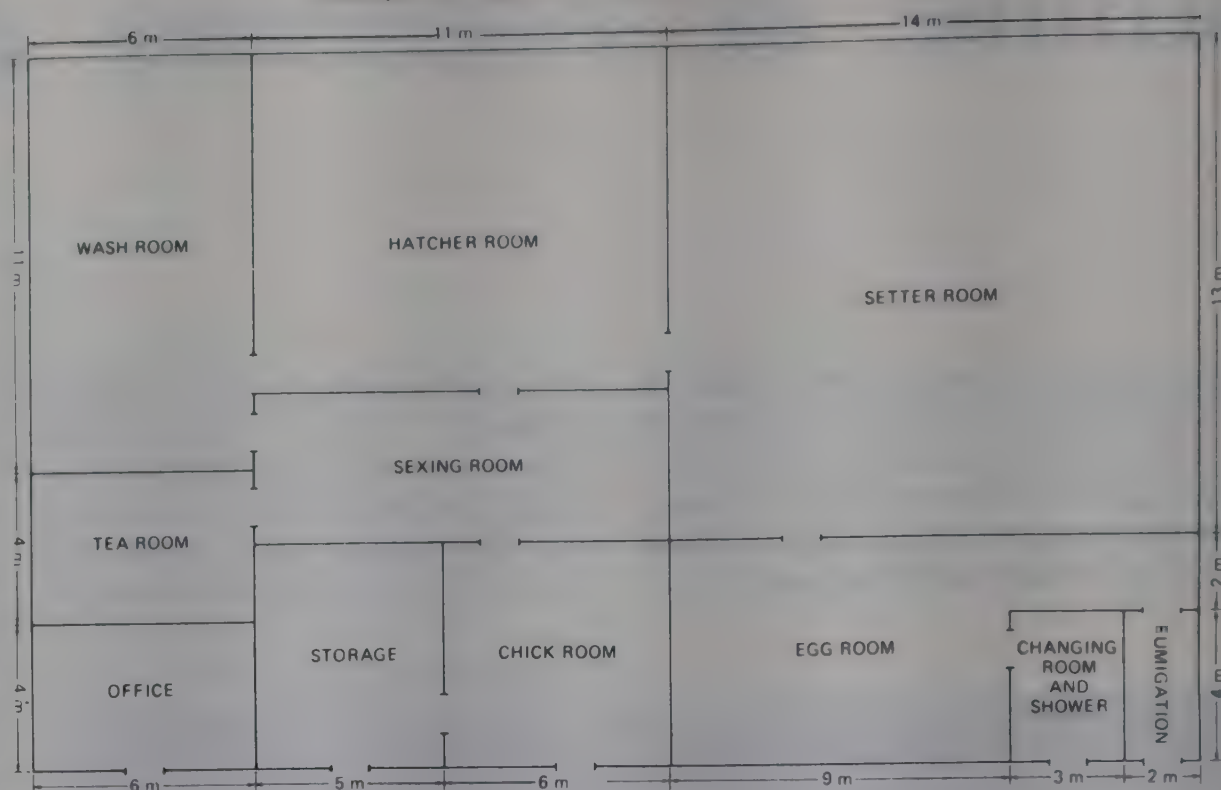 6 m
11 m
14 m
11 m
WASH ROOM
HATCHER ROOM
SETTER ROOM
13 m
SEXING ROOM
4 m
TEA ROOM
2 m
STORAGE
CHICK ROOM
EGG ROOM
CHANGING
ROOM
AND
SHOWER
FUMIGATION
4 m
OFFICE
4 m
6 m
5 m
6 m
9 m
3 m
2 m